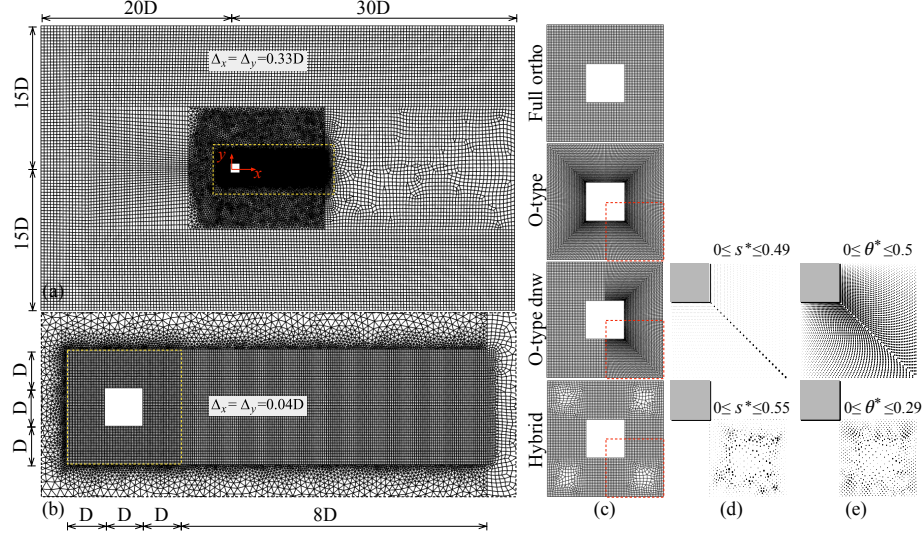 20D
30D
Δx = Δy=0.33D
15D
15D
y
x
(a)
D
D
D
Δx = Δy=0.04D
(b)
D
D
D
8D
Full ortho
O-type
O-type dnw
Hybrid
0≤ s*≤0.49
0≤ θ*≤0.5
0≤ s*≤0.55
0≤ θ*≤0.29
(c)
(d)
(e)